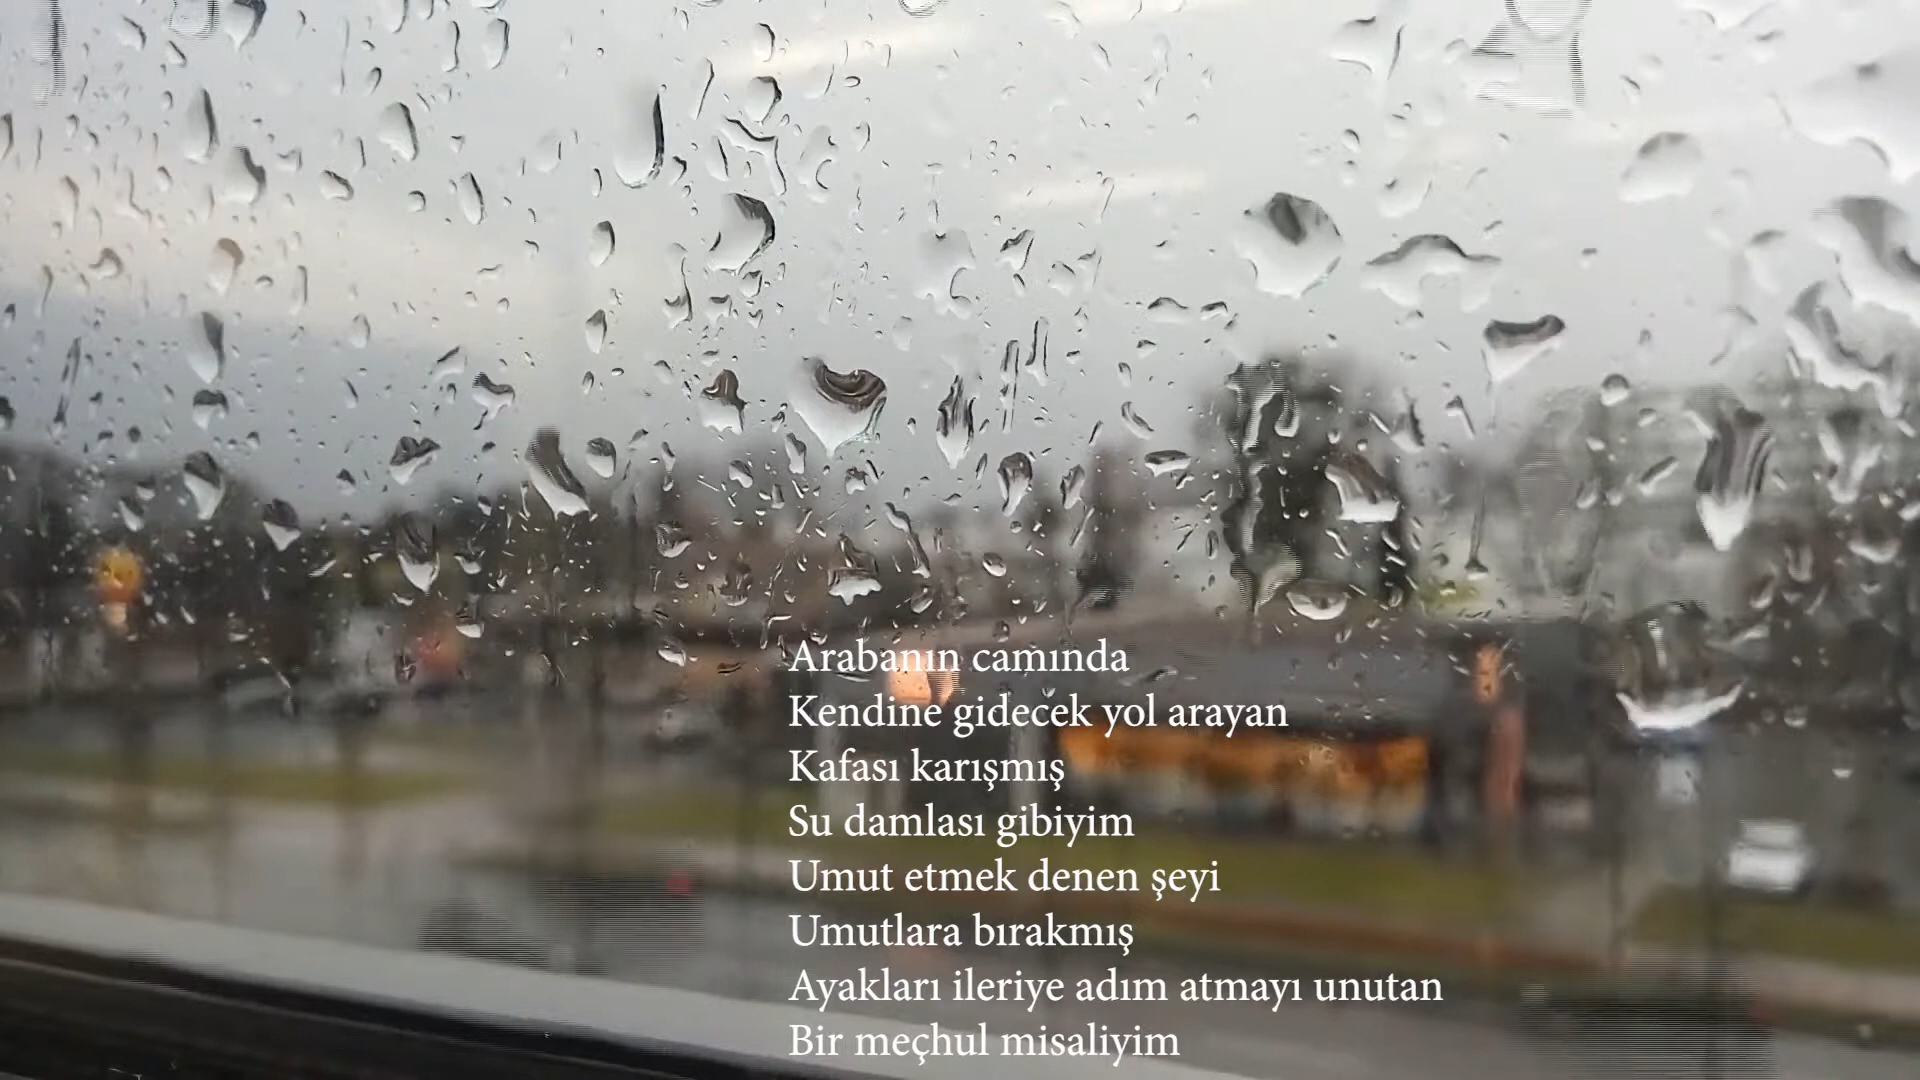 Arabanın camında
Kendine gidecek yol arayan
Kafası karışmış
Su damlası gibiyim
Umut etmek denen şeyi
Umutlara bırakmış
Ayakları ileriye adım atmayı unutan
Bir meçhul misaliyim